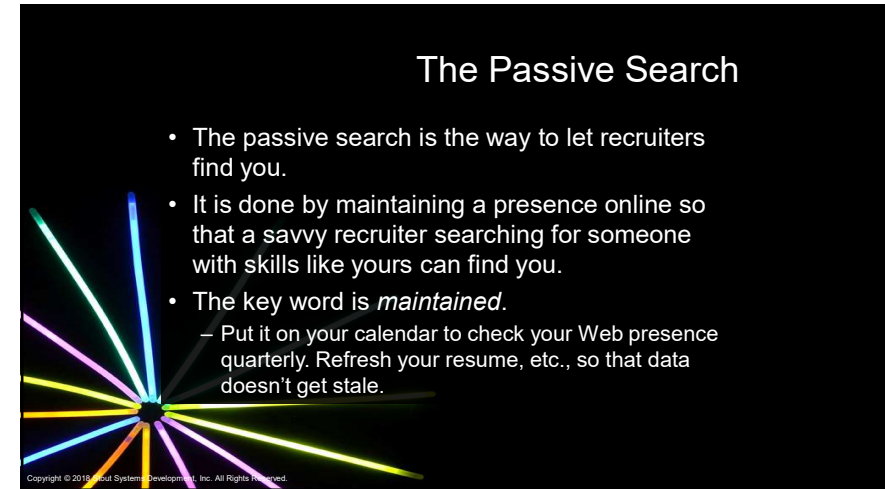 The Passive Search
• The passive search is the way to let recruiters
find you.
• It is done by maintaining a presence online so
that a savvy recruiter searching for someone
with skills like yours can find you.
• The key word is maintained.
– Put it on your calendar to check your Web presence
quarterly. Refresh your resume, etc., so that data
doesn't get stale.
Copyright © 2018 Stout Systems Development, Inc. All Rights Reserved.